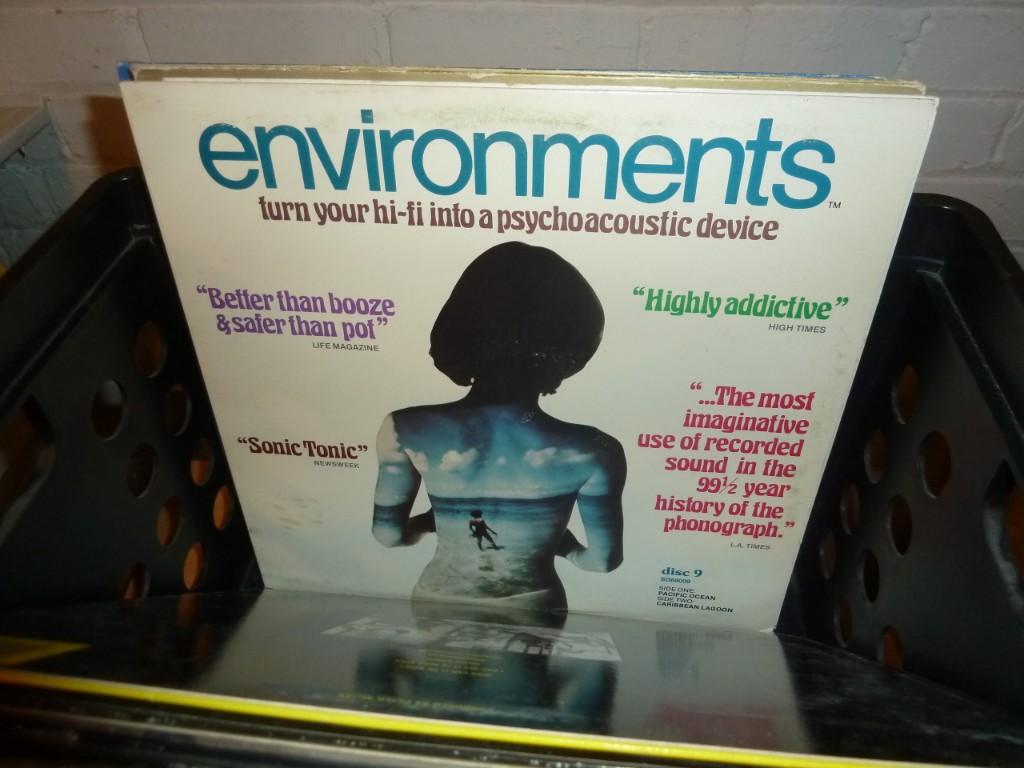 environments™
turn your hi-fi into a psychoacoustic device
“Better than booze
& safer than pot”
LIFE MAGAZINE
“Highly addictive”
HIGH TIMES
“Sonic Tonic”
NEWSWEEK
“...The most
imaginative
use of recorded
sound in the
99½ year
history of the
phonograph.”
L.A. TIMES
disc 9
SD66009
SIDE ONE:
PACIFIC OCEAN
SIDE TWO:
CARIBBEAN LAGOON